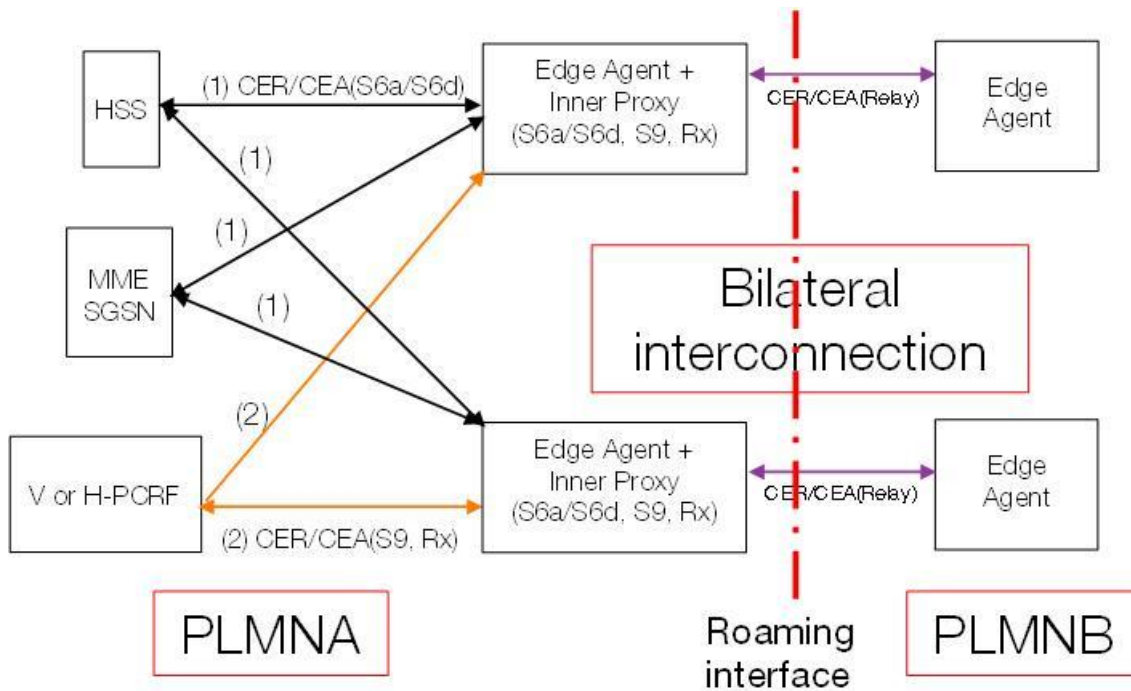 HSS
(1) CER/CEA(S6a/S6d)
Edge Agent +
Inner Proxy
(S6a/S6d, S9, Rx)
CER/CEA(Relay)
Edge
Agent
(1)
(1)
MME
SGSN
(1)
Bilateral
interconnection
(2)
V or H-PCRF
(2) CER/CEA(S9, Rx)
Edge Agent +
Inner Proxy
(S6a/S6d, S9, Rx)
CER/CEA(Relay)
Edge
Agent
PLMNA
Roaming
interface
PLMNB